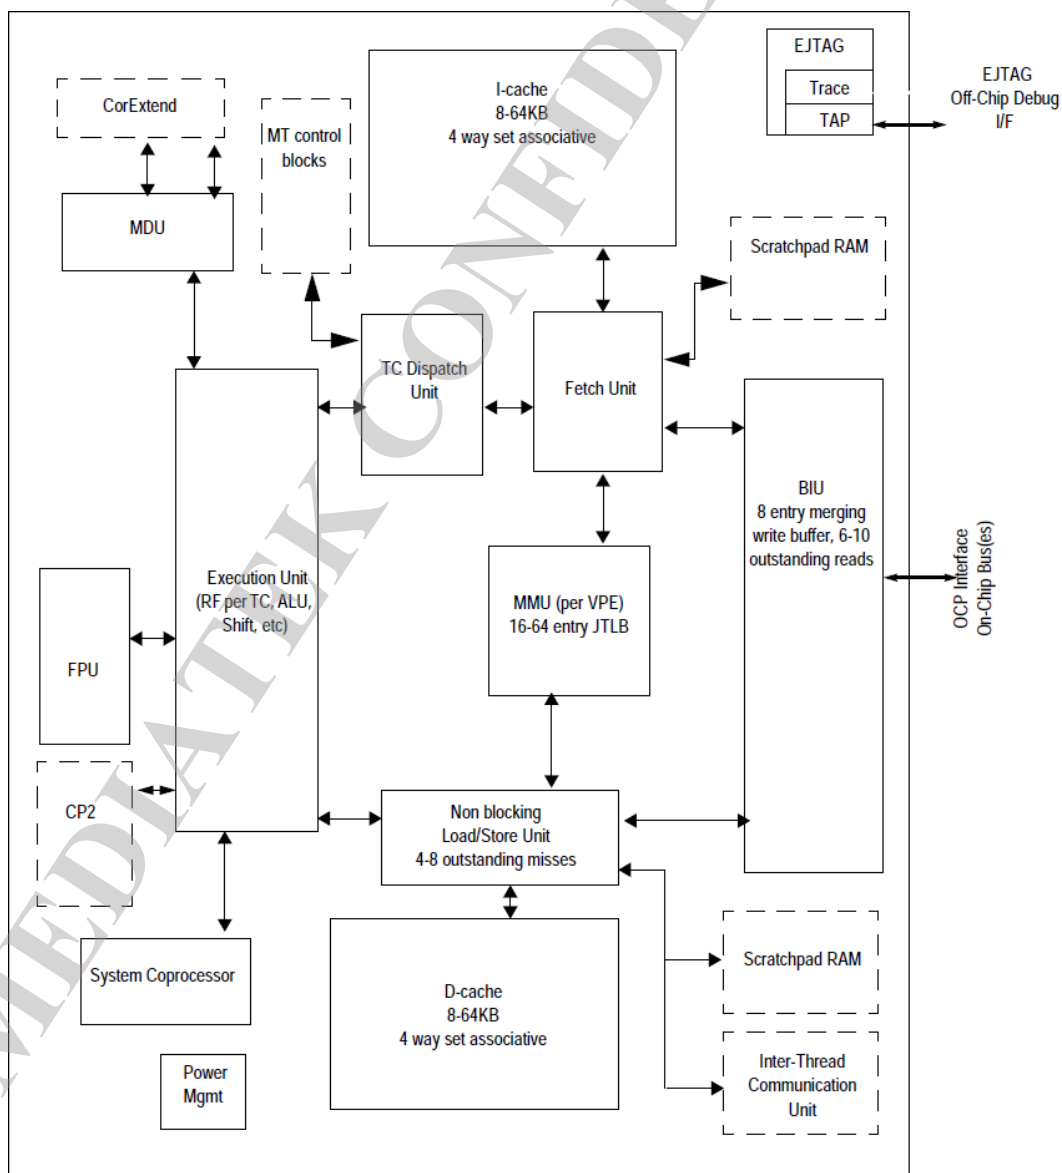 EJTAG
Trace
TAP
EJTAG
Off-Chip Debug
I/F
I-cache
8-64KB
4 way set associative
CorExtend
MT control
blocks
MDU
Scratchpad RAM
TC Dispatch
Unit
Fetch Unit
BIU
8 entry merging
write buffer, 6-10
outstanding reads
OCP Interface
On-Chip Bus(es)
Execution Unit
(RF per TC, ALU,
Shift, etc)
MMU (per VPE)
16-64 entry JTLB
FPU
CP2
Non blocking
Load/Store Unit
4-8 outstanding misses
System Coprocessor
Scratchpad RAM
D-cache
8-64KB
4 way set associative
Power
Mgmt
Inter-Thread
Communication
Unit
MEDIATEK CONFID